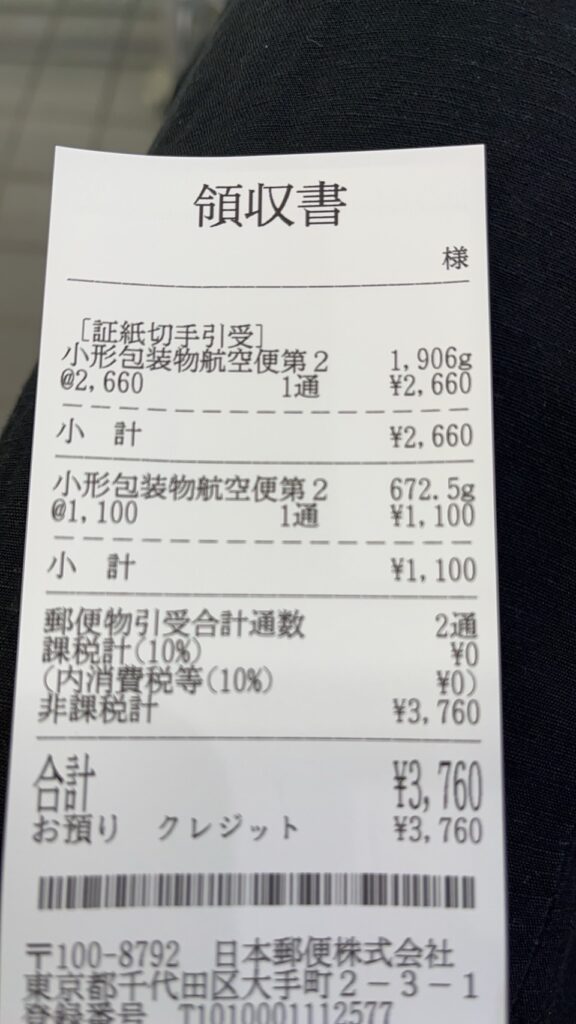 領収書
様
[証紙切手引受]
小形包装物航空便第2 1,906g
@2,660 1通 ¥2,660
小 計 ¥2,660
小形包装物航空便第2 672.5g
@1,100 1通 ¥1,100
小 計 ¥1,100
郵便物引受合計通数 2通
課税計(10%) ¥0
(内消費税等(10%) ¥0)
非課税計 ¥3,760
合計 ¥3,760
お預り クレジット ¥3,760
〒100-8792 日本郵便株式会社
東京都千代田区大手町2-3-1
登録番号 T1010001112577